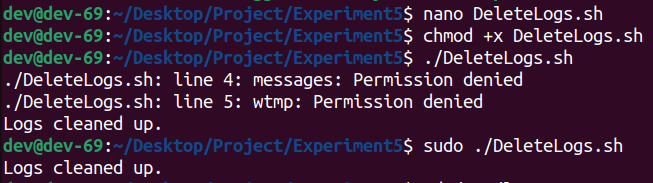 dev@dev-69:~/Desktop/Project/Experiment5$ nano DeleteLogs.sh
dev@dev-69:~/Desktop/Project/Experiment5$ chmod +x DeleteLogs.sh
dev@dev-69:~/Desktop/Project/Experiment5$ ./DeleteLogs.sh
./DeleteLogs.sh: line 4: messages: Permission denied
./DeleteLogs.sh: line 5: wtmp: Permission denied
Logs cleaned up.
dev@dev-69:~/Desktop/Project/Experiment5$ sudo ./DeleteLogs.sh
Logs cleaned up.